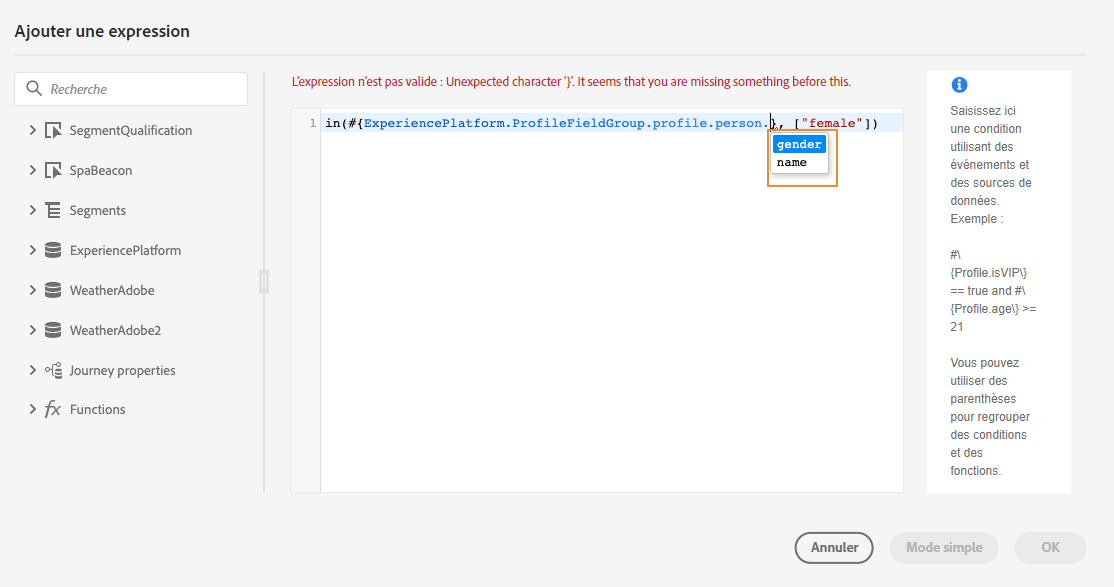 Ajouter une expression
Recherche
SegmentQualification
SpaBeacon
Segments
ExperiencePlatform
WeatherAdobe
WeatherAdobe2
Journey properties
fx Functions
L'expression n'est pas valide : Unexpected character '}'. It seems that you are missing something before this.
1 in(#{ExperiencePlatform.ProfileFieldGroup.profile.person.}, ["female"])
gender
name
Saisissez ici
une condition
utilisant des
événements et
des sources de
données.
Exemple :
#\
{Profile.isVIP\}
== true and #\
{Profile.age\} >=
21
Vous pouvez
utiliser des
parenthèses
pour regrouper
des conditions
et des
fonctions.
Annuler
Mode simple
OK